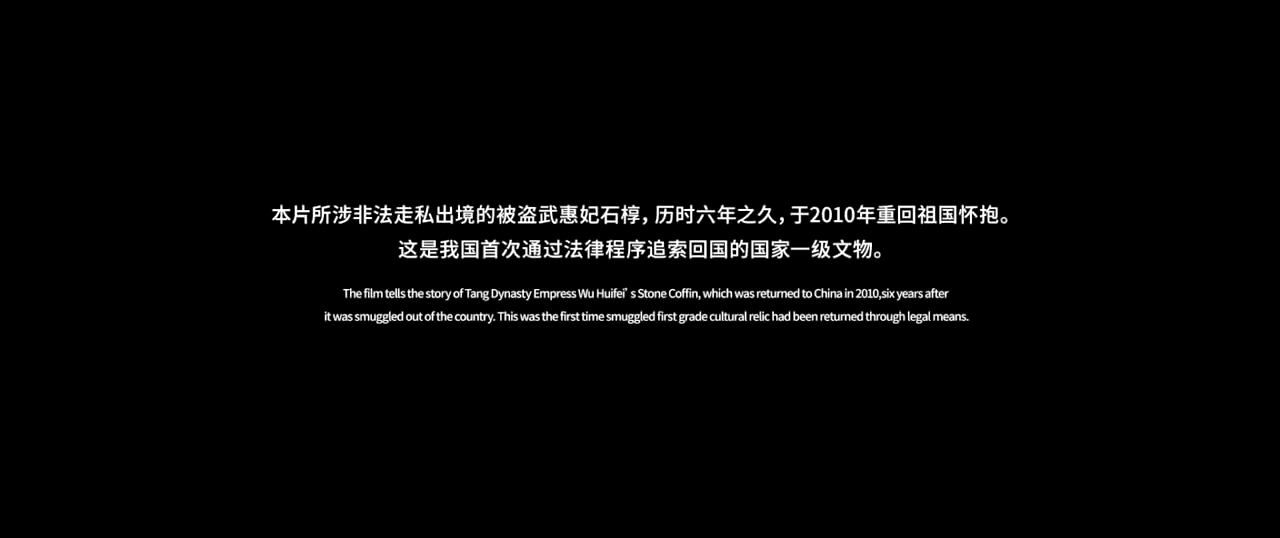 本片所涉非法走私出境的被盗武惠妃石椁，历时六年之久，于2010年重回祖国怀抱。
这是我国首次通过法律程序追索回国的国家一级文物。
The film tells the story of Tang Dynasty Empress Wu Huifei’s Stone Coffin, which was returned to China in 2010,six years after
it was smuggled out of the country. This was the first time smuggled first grade cultural relic had been returned through legal means.